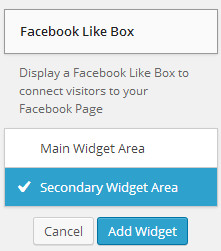 Facebook Like Box
Display a Facebook Like Box to
connect visitors to your
Facebook Page
Main Widget Area
Secondary Widget Area
Cancel
Add Widget